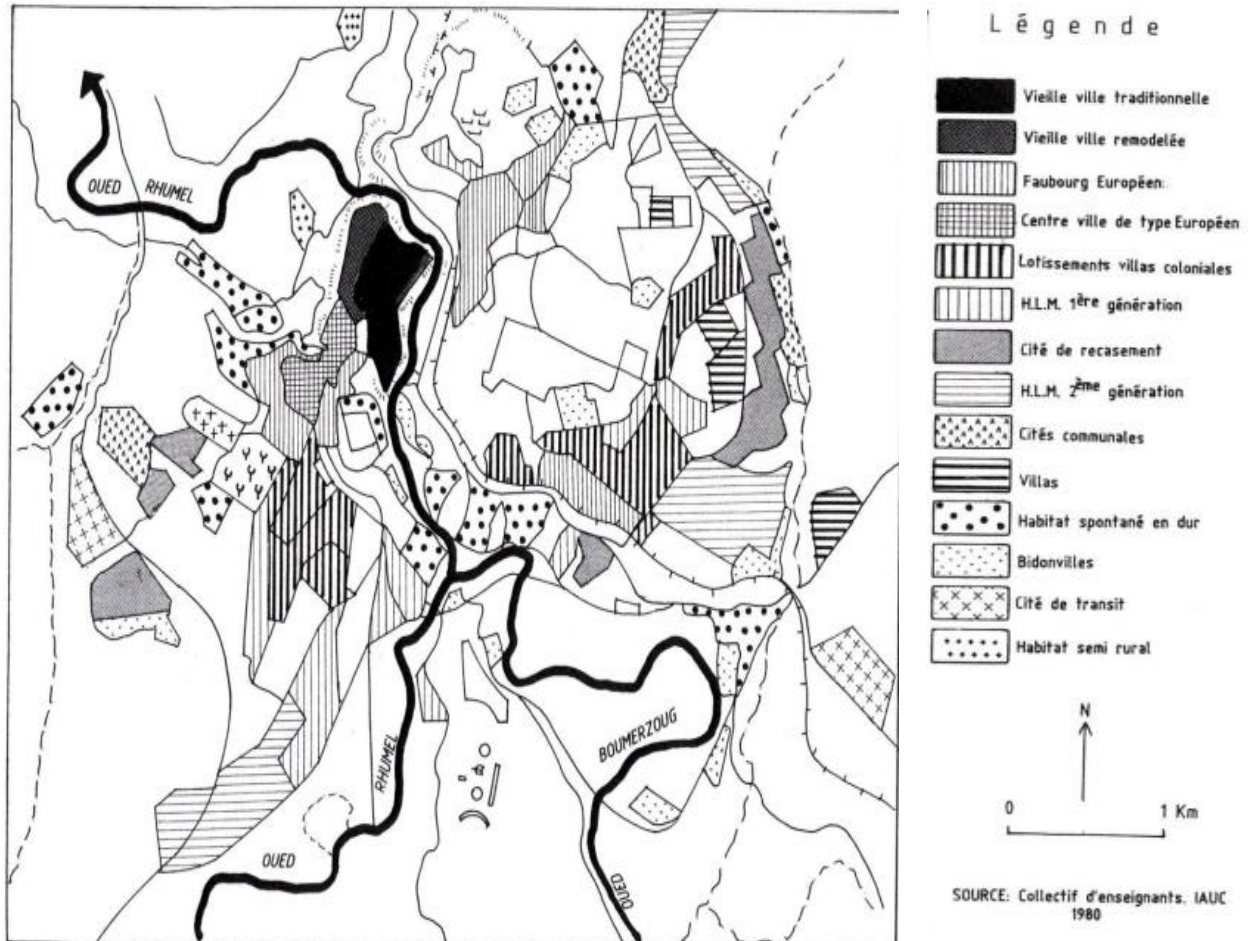 OUED RHUMEL
RHUMEL
OUED
BOUMERZOUG
OUED
Légende
Vieille ville traditionnelle
Vieille ville remodelée
Faubourg Européen
Centre ville de type Européen
Lotissements villas coloniales
H.L.M. 1ère génération
Cité de recasement
H.L.M. 2ème génération
Cités communales
Villas
Habitat spontané en dur
Bidonvilles
Cité de transit
Habitat semi rural
N
0 1 Km
SOURCE: Collectif d'enseignants. IAUC
1980